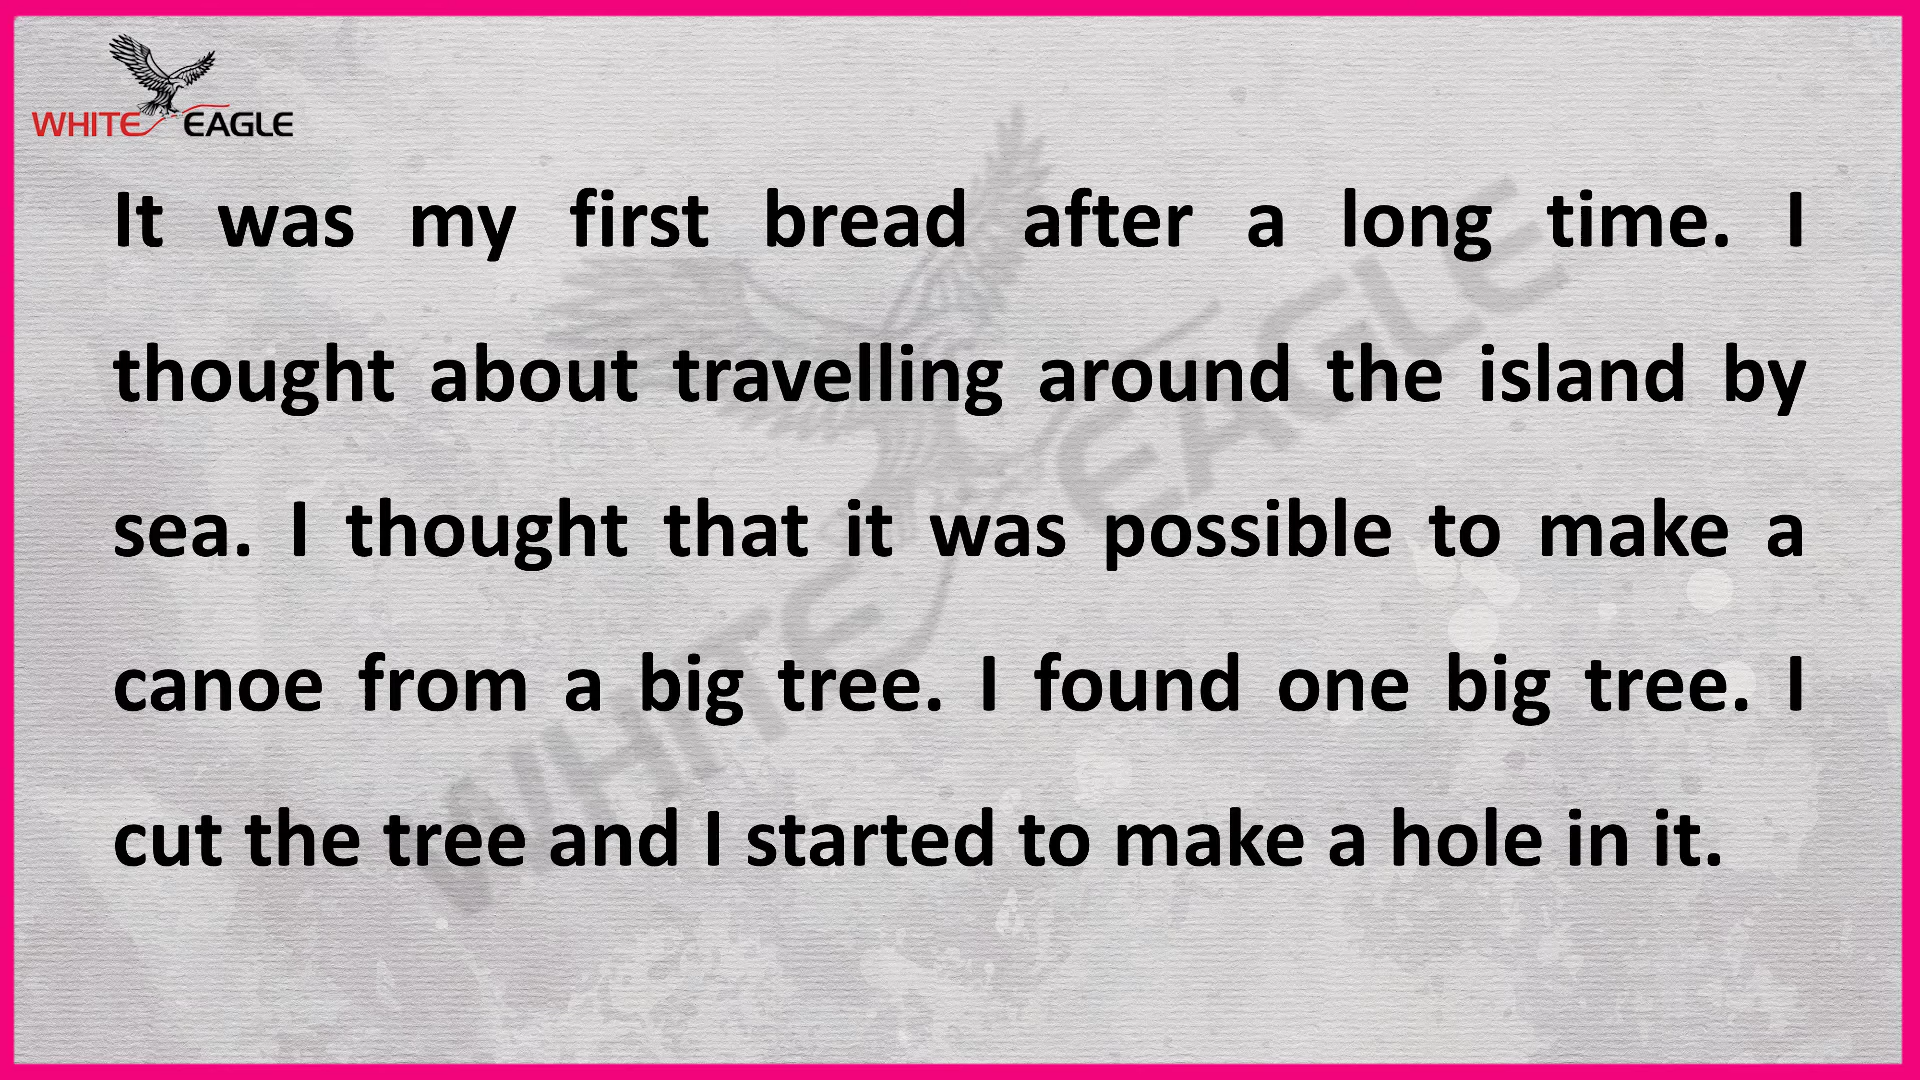 WHITE EAGLE
It was my first bread after a long time. I
thought about travelling around the island by
sea. I thought that it was possible to make a
canoe from a big tree. I found one big tree. I
cut the tree and I started to make a hole in it.
WHITE EAGLE